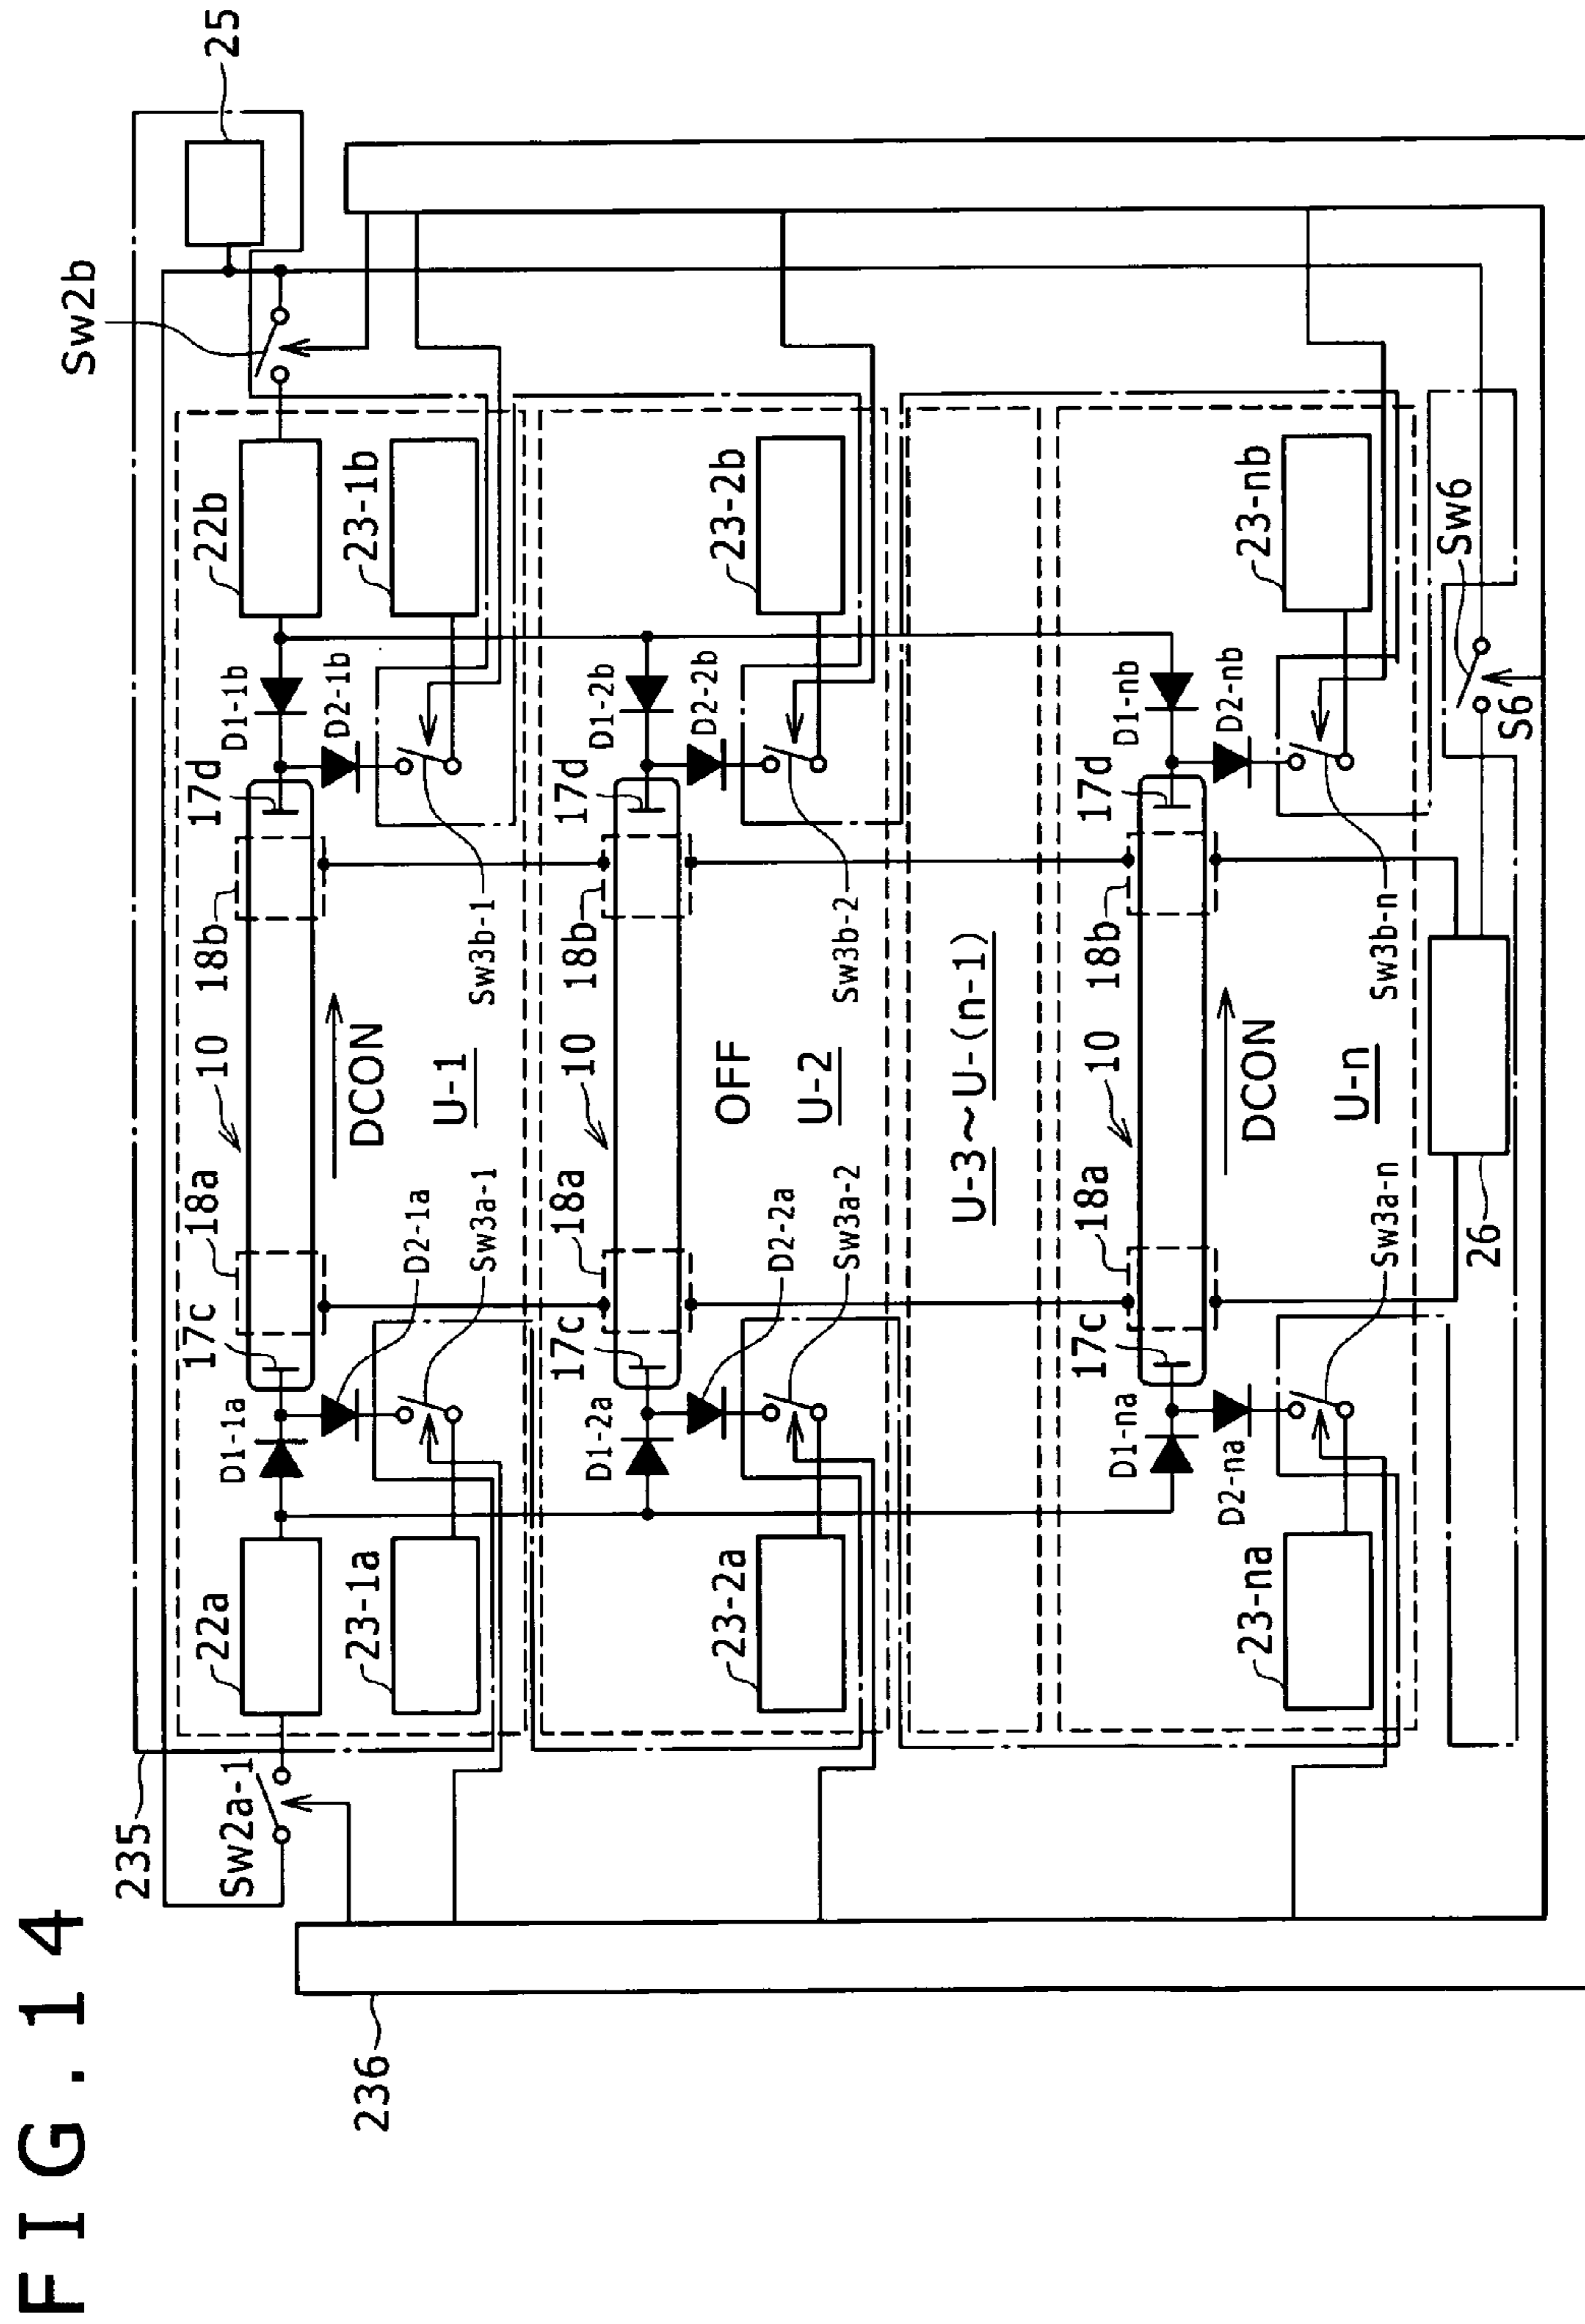 FIG.14
235
25
Sw2a-1
22a
D1-1a
17c
18a
10
18b
17d
D1-1b
22b
Sw2b
236
23-1a
D2-1a
Sw3a-1
DCON
U-1
Sw3b-1
D2-1b
23-1b
D1-2a
17c
18a
10
18b
17d
D1-2b
23-2a
D2-2a
Sw3a-2
OFF
U-2
Sw3b-2
D2-2b
23-2b
U-3~U-(n-1)
D1-na
17c
18a
10
18b
17d
D1-nb
23-na
D2-na
Sw3a-n
DCON
U-n
Sw3b-n
D2-nb
23-nb
26
S6
Sw6